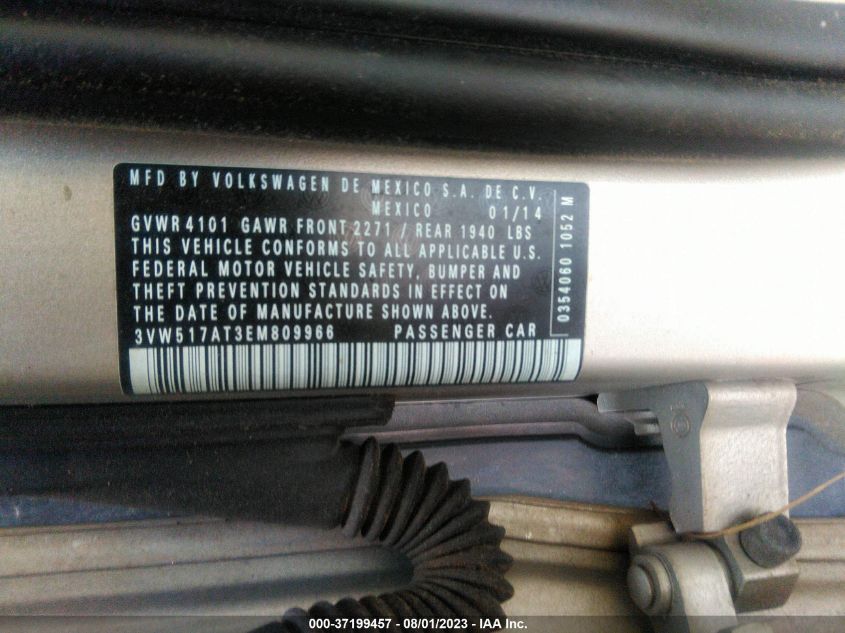 MFD BY VOLKSWAGEN DE MEXICO S.A. DE C.V.
MEXICO 01/14
GVWR 4101 GAWR FRONT 2271 / REAR 1940 LBS
THIS VEHICLE CONFORMS TO ALL APPLICABLE U.S.
FEDERAL MOTOR VEHICLE SAFETY, BUMPER AND
THEFT PREVENTION STANDARDS IN EFFECT ON
THE DATE OF MANUFACTURE SHOWN ABOVE.
3VW517AT3EM809966 PASSENGER CAR
0354060 1052 M
000-37199457 - 08/01/2023 - IAA Inc.